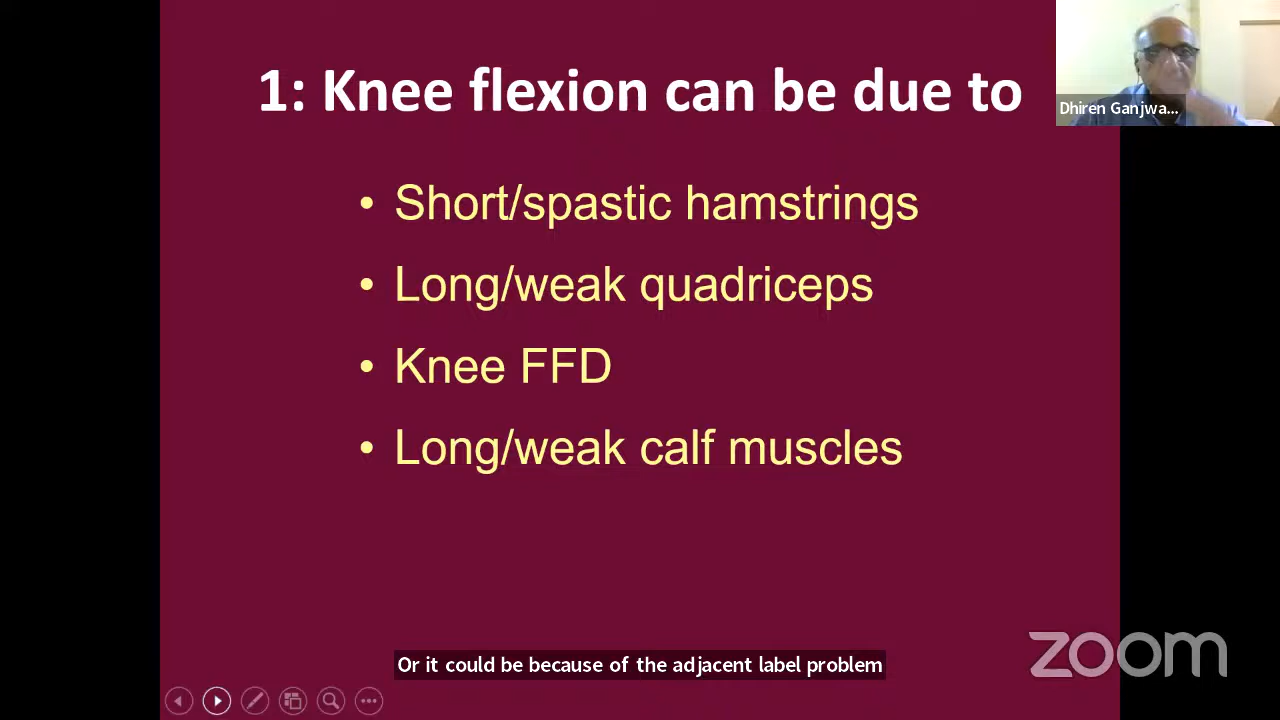 1: Knee flexion can be due to
Dhiren Ganjwa...
• Short/spastic hamstrings
• Long/weak quadriceps
• Knee FFD
• Long/weak calf muscles
zoom
Or it could be because of the adjacent label problem